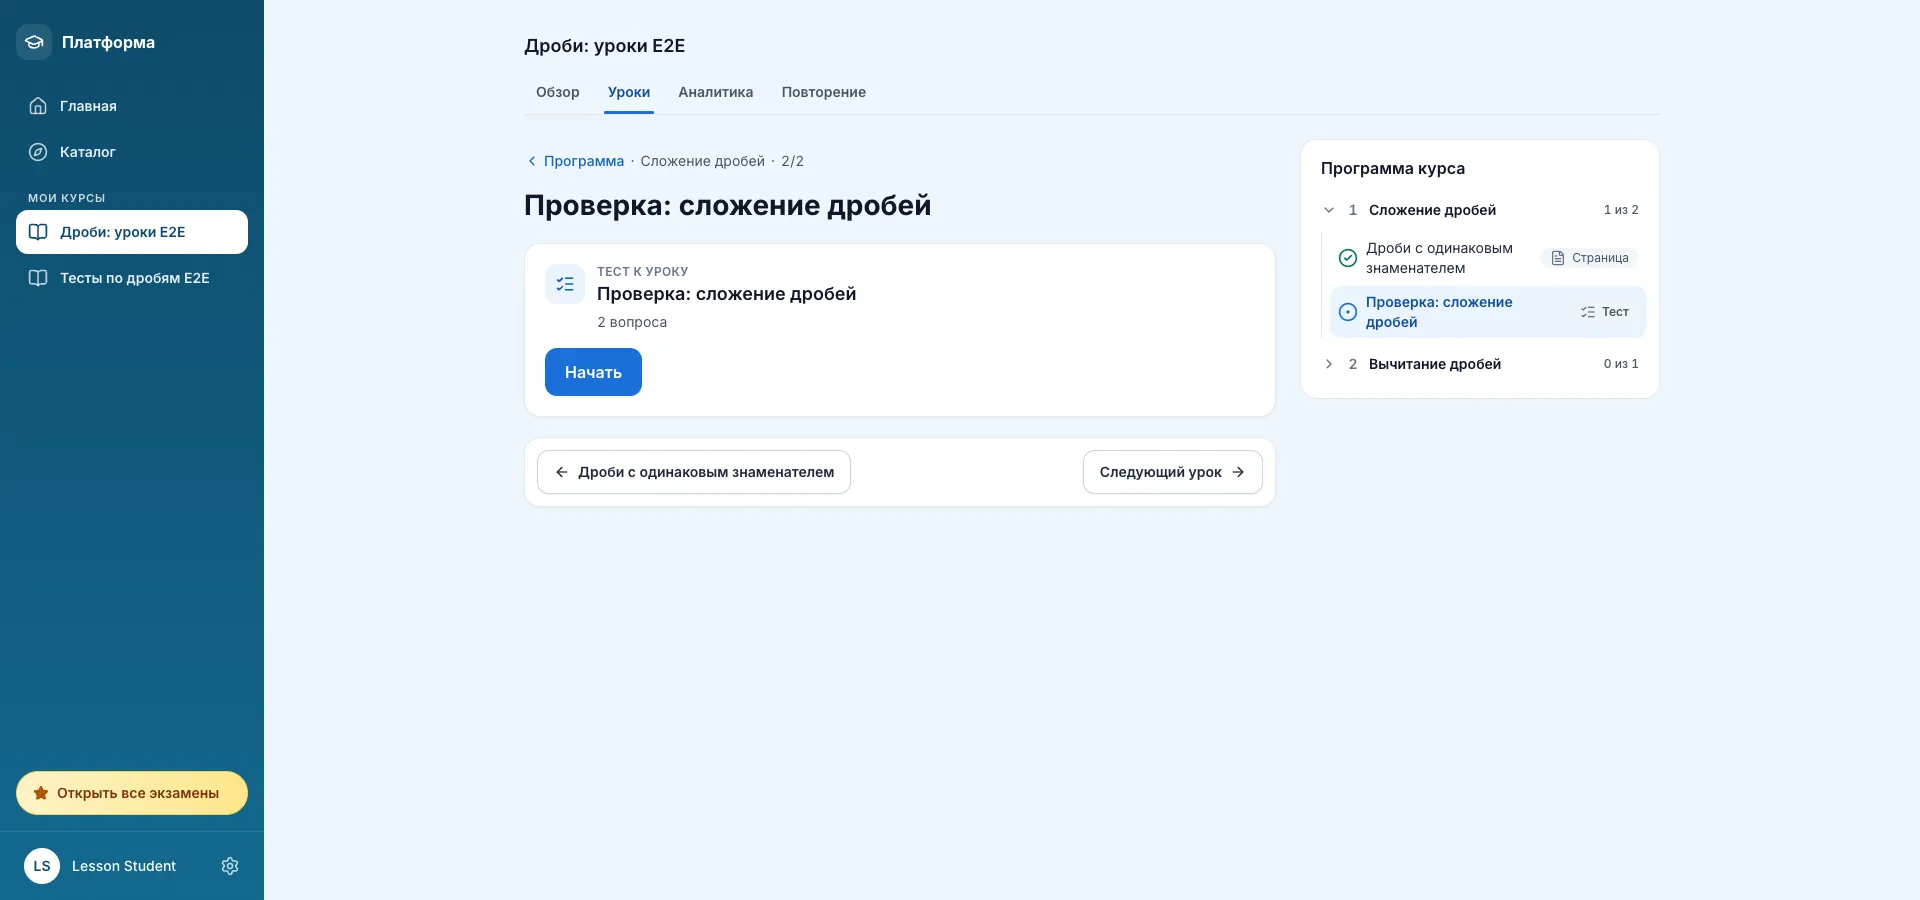 Платформа
Главная
Каталог
МОИ КУРСЫ
Дроби: уроки E2E
Тесты по дробям E2E
Открыть все экзамены
LS
Lesson Student
Дроби: уроки E2E
Обзор
Уроки
Аналитика
Повторение
Программа · Сложение дробей · 2/2
Проверка: сложение дробей
ТЕСТ К УРОКУ
Проверка: сложение дробей
2 вопроса
Начать
Дроби с одинаковым знаменателем
Следующий урок
Программа курса
1 Сложение дробей 1 из 2
Дроби с одинаковым
знаменателем
Страница
Проверка: сложение
дробей
Тест
2 Вычитание дробей 0 из 1